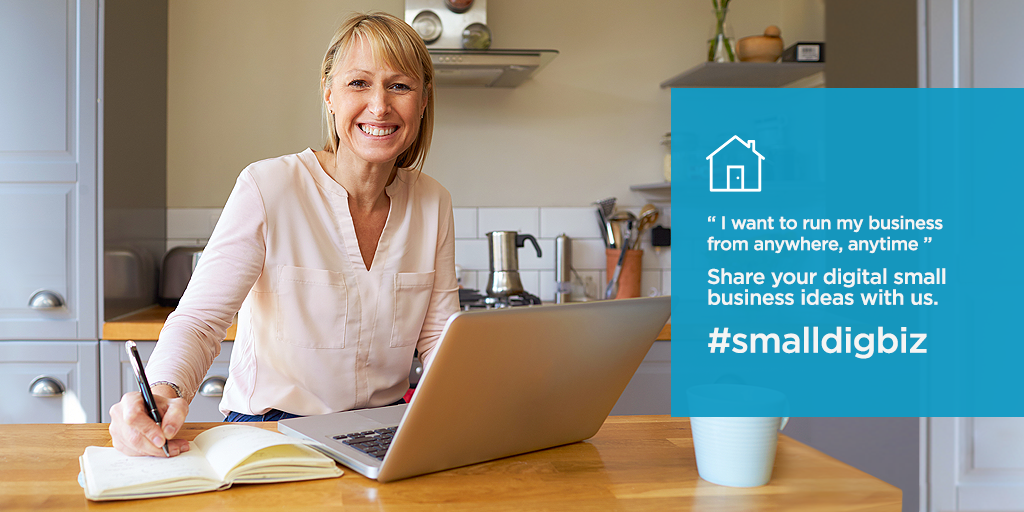 “ I want to run my business
from anywhere, anytime ”
Share your digital small
business ideas with us.
#smalldigbiz